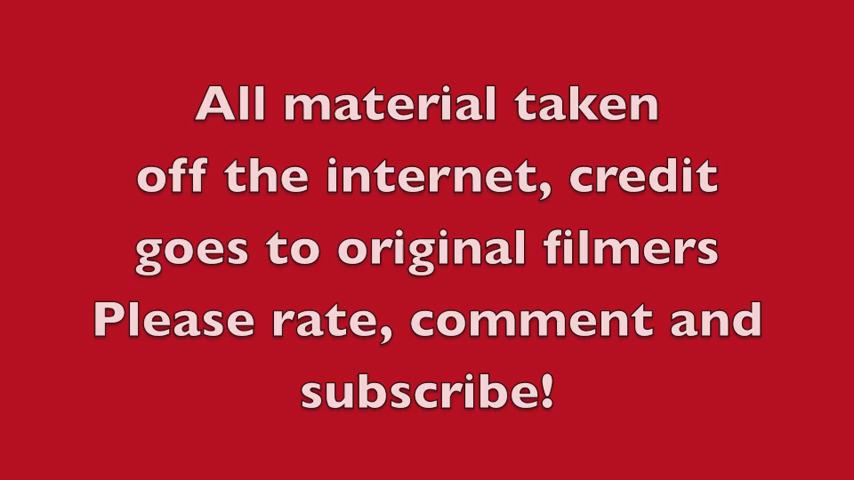 All material taken
off the internet, credit
goes to original filmers
Please rate, comment and
subscribe!